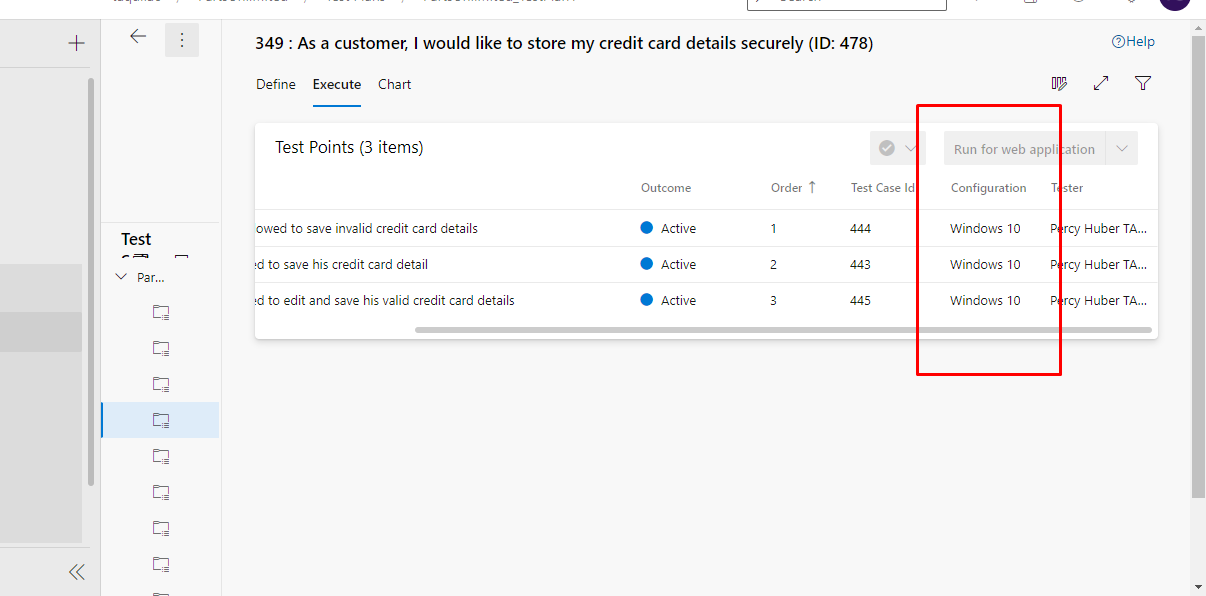 349 : As a customer, I would like to store my credit card details securely (ID: 478)
Help
Define Execute Chart
Test Points (3 items)
Run for web application
Outcome Order ↑ Test Case Id Configuration Tester
owed to save invalid credit card details Active 1 444 Windows 10 Percy Huber TA...
ed to save his credit card detail Active 2 443 Windows 10 Percy Huber TA...
ed to edit and save his valid credit card details Active 3 445 Windows 10 Percy Huber TA...
Test
Par...